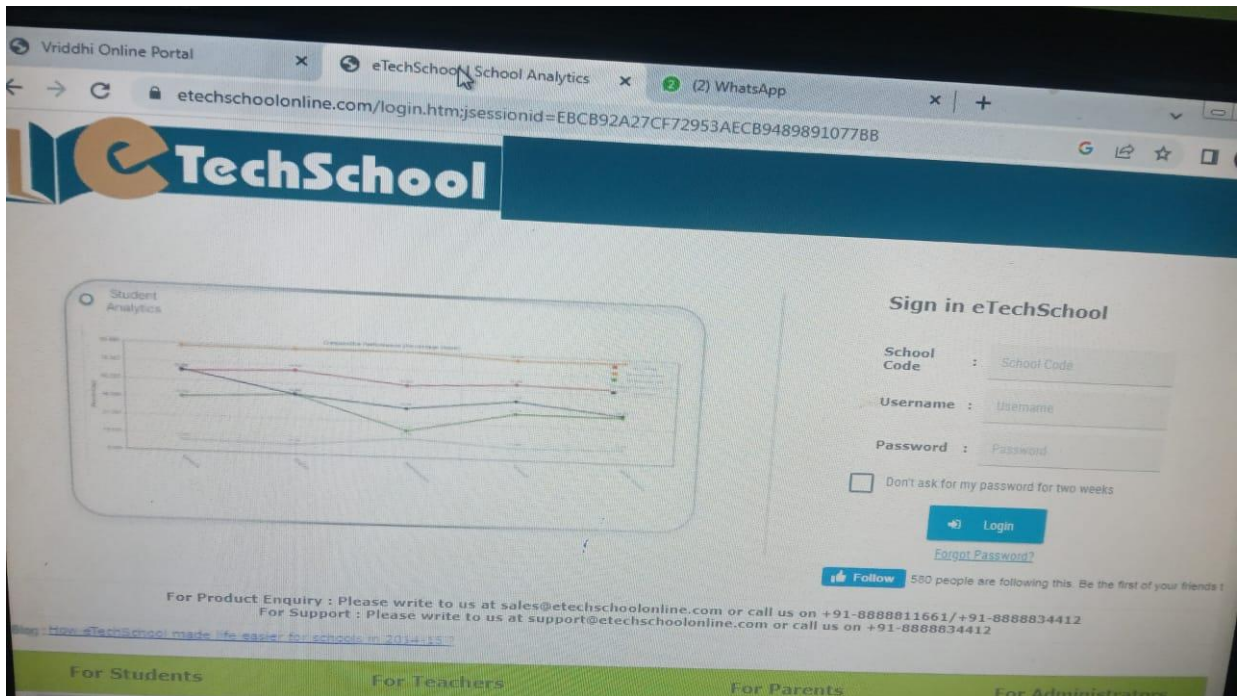 Vriddhi Online Portal
eTechSchool School Analytics
(2) WhatsApp
etechschoolonline.com/login.htm;jsessionid=EBCB92A27CF72953AECB9489891077BB
eTechSchool
Student
Analytics
Sign in eTechSchool
School
Code : School Code
Username : Username
Password : Password
Don't ask for my password for two weeks
Login
Forgot Password?
Follow 580 people are following this. Be the first of your friends t
For Product Enquiry : Please write to us at sales@etechschoolonline.com or call us on +91-8888811661/+91-8888834412
For Support : Please write to us at support@etechschoolonline.com or call us on +91-8888834412
Blog : How eTechSchool made life easier for schools in 2014-15 ?
For Students
For Teachers
For Parents
For Administrators